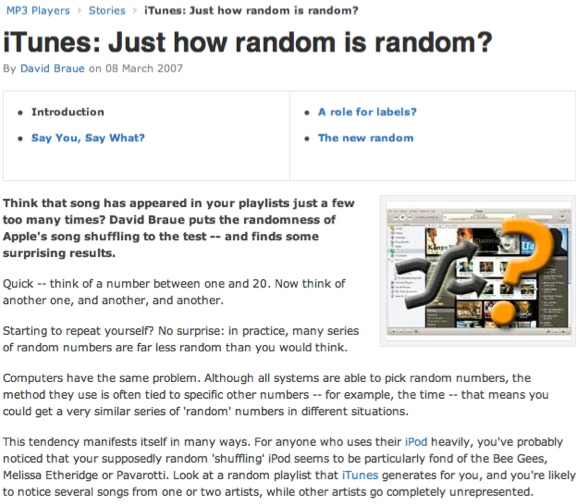 MP3 Players › Stories › iTunes: Just how random is random?
iTunes: Just how random is random?
By David Braue on 08 March 2007
• Introduction
• Say You, Say What?
• A role for labels?
• The new random
Think that song has appeared in your playlists just a few
too many times? David Braue puts the randomness of
Apple's song shuffling to the test -- and finds some
surprising results.
Quick -- think of a number between one and 20. Now think of
another one, and another, and another.
Starting to repeat yourself? No surprise: in practice, many series
of random numbers are far less random than you would think.
Computers have the same problem. Although all systems are able to pick random numbers, the
method they use is often tied to specific other numbers -- for example, the time -- that means you
could get a very similar series of 'random' numbers in different situations.
This tendency manifests itself in many ways. For anyone who uses their iPod heavily, you've probably
noticed that your supposedly random 'shuffling' iPod seems to be particularly fond of the Bee Gees,
Melissa Etheridge or Pavarotti. Look at a random playlist that iTunes generates for you, and you're likely
to notice several songs from one or two artists, while other artists go completely unrepresented.